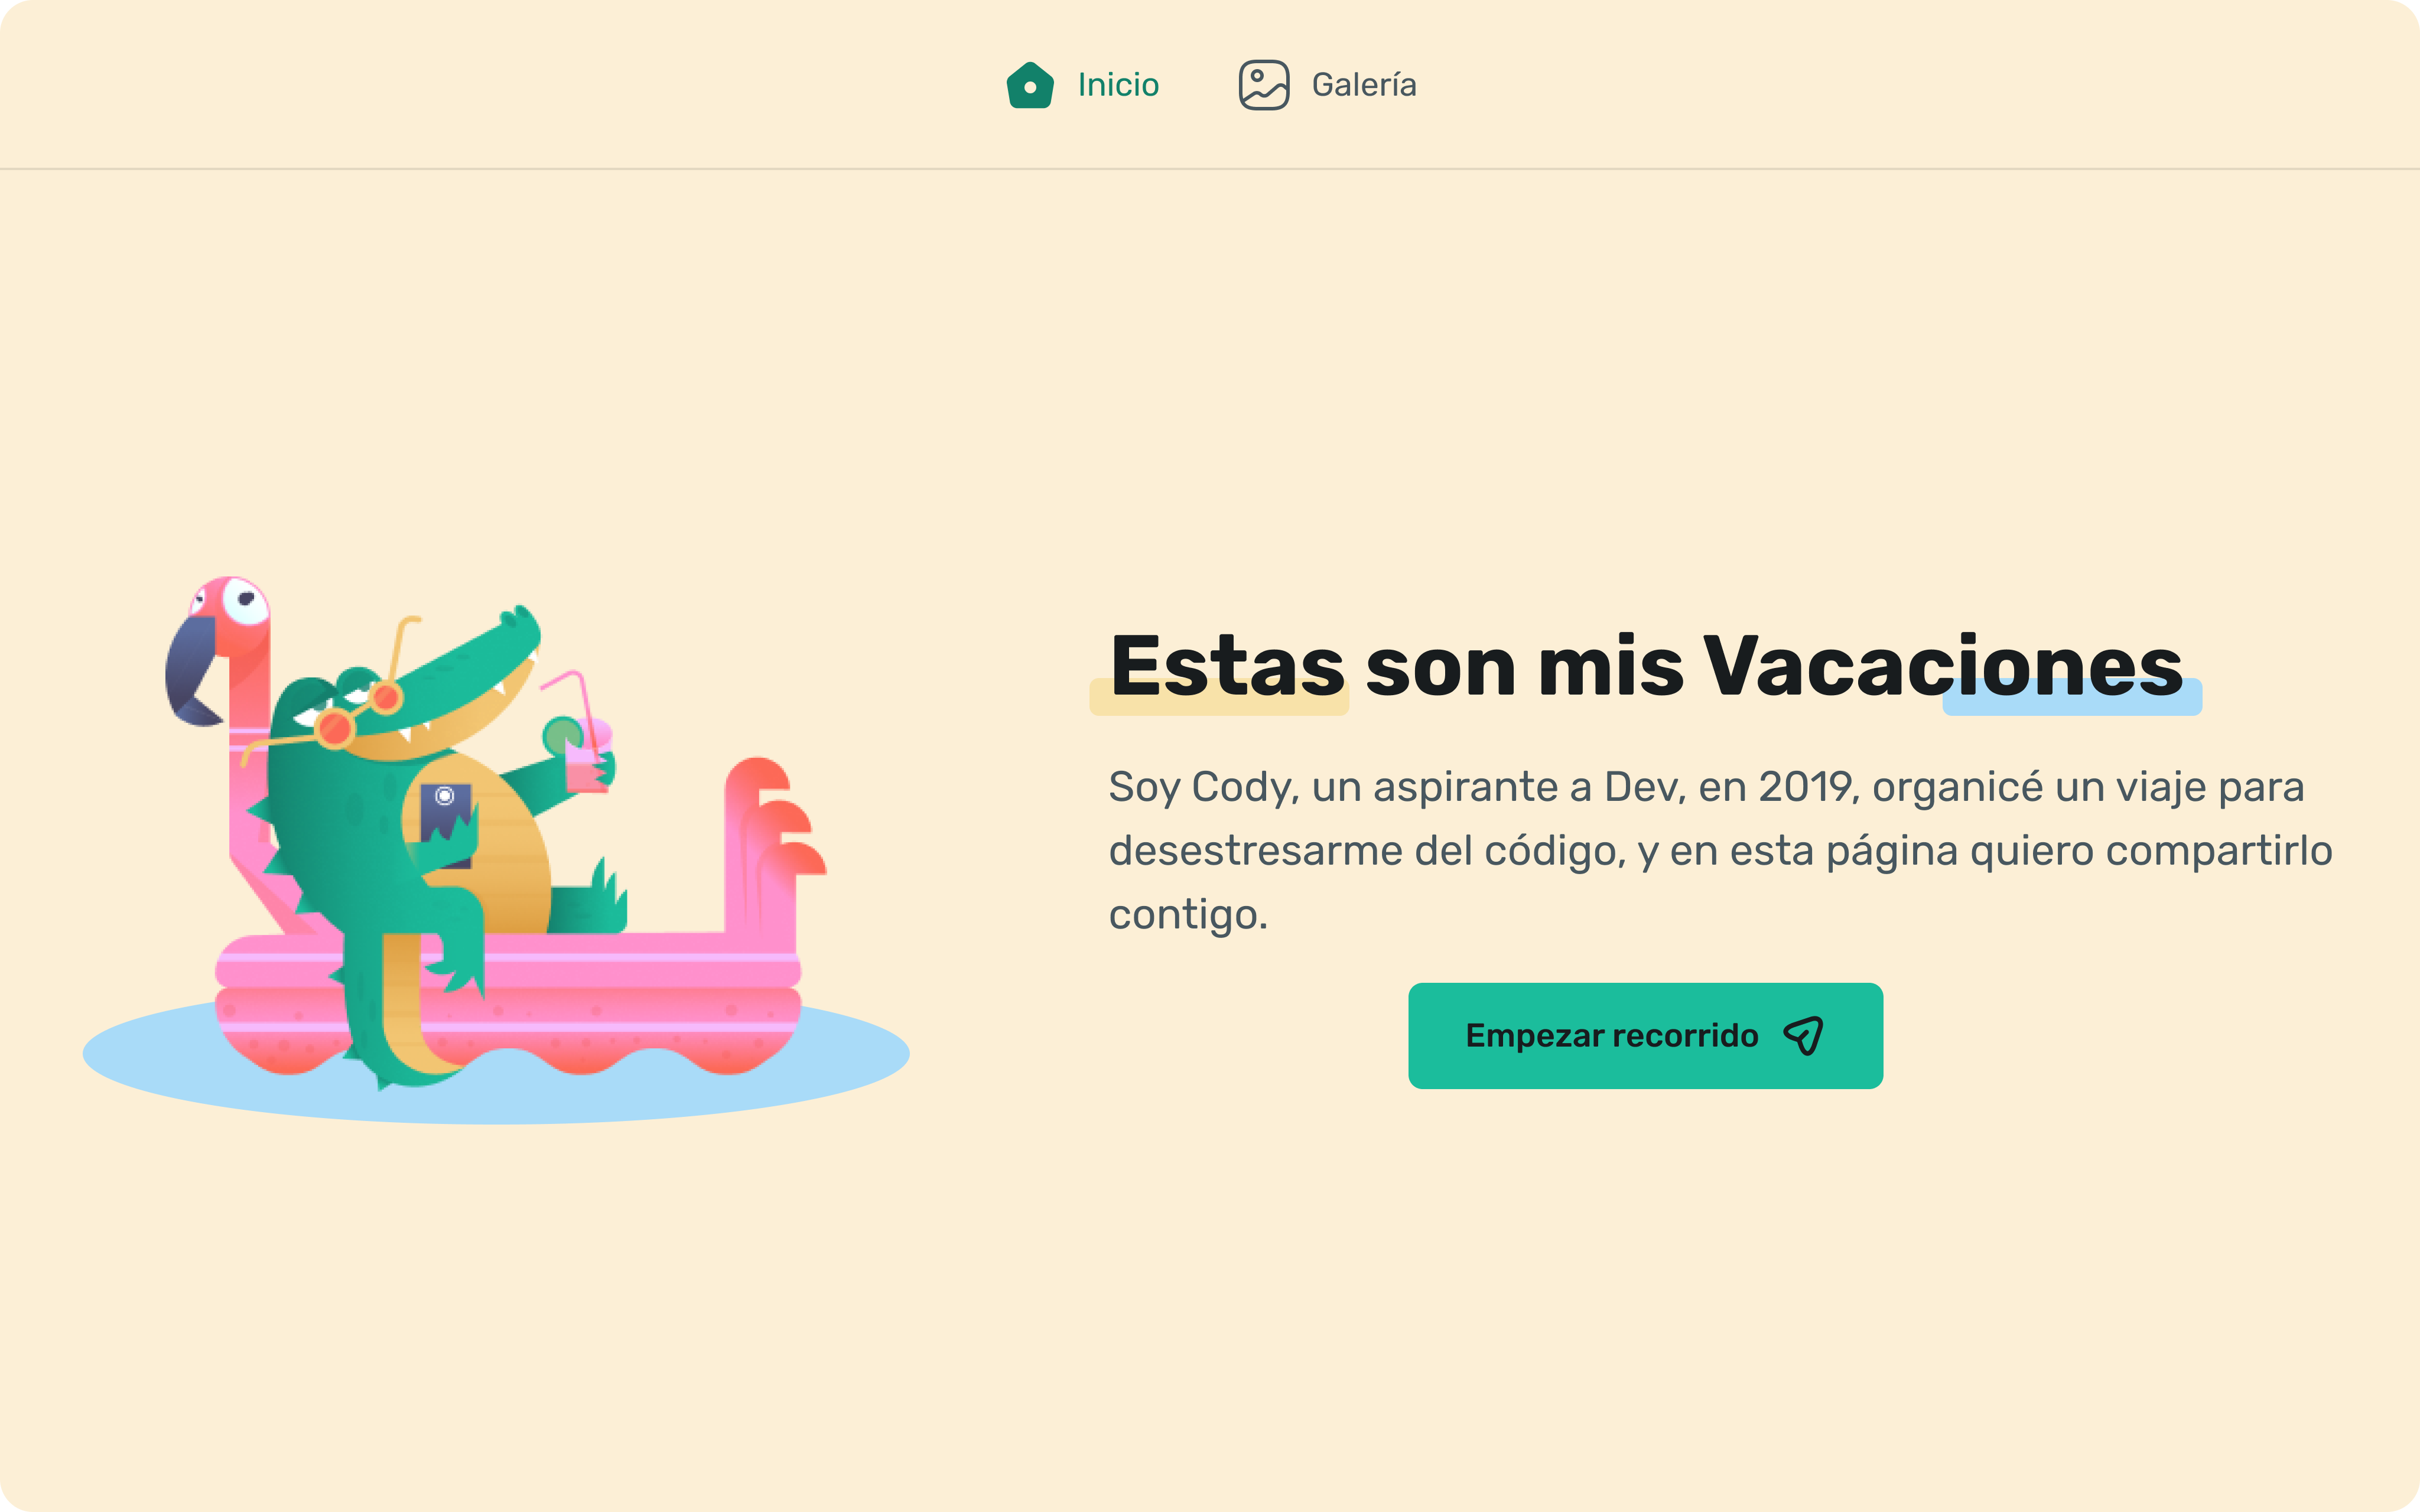 Inicio Galería
Estas son mis Vacaciones
Soy Cody, un aspirante a Dev, en 2019, organicé un viaje para
desestresarme del código, y en esta página quiero compartirlo
contigo.
Empezar recorrido